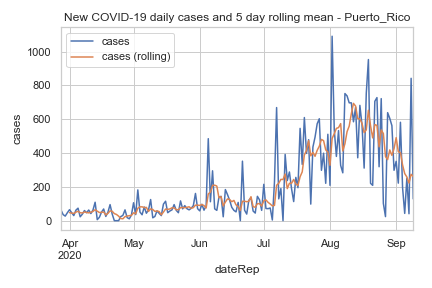 New COVID-19 daily cases and 5 day rolling mean - Puerto_Rico
cases
cases (rolling)
1000
800
600
400
200
0
cases
Apr
2020
May
Jun
Jul
Aug
Sep
dateRep